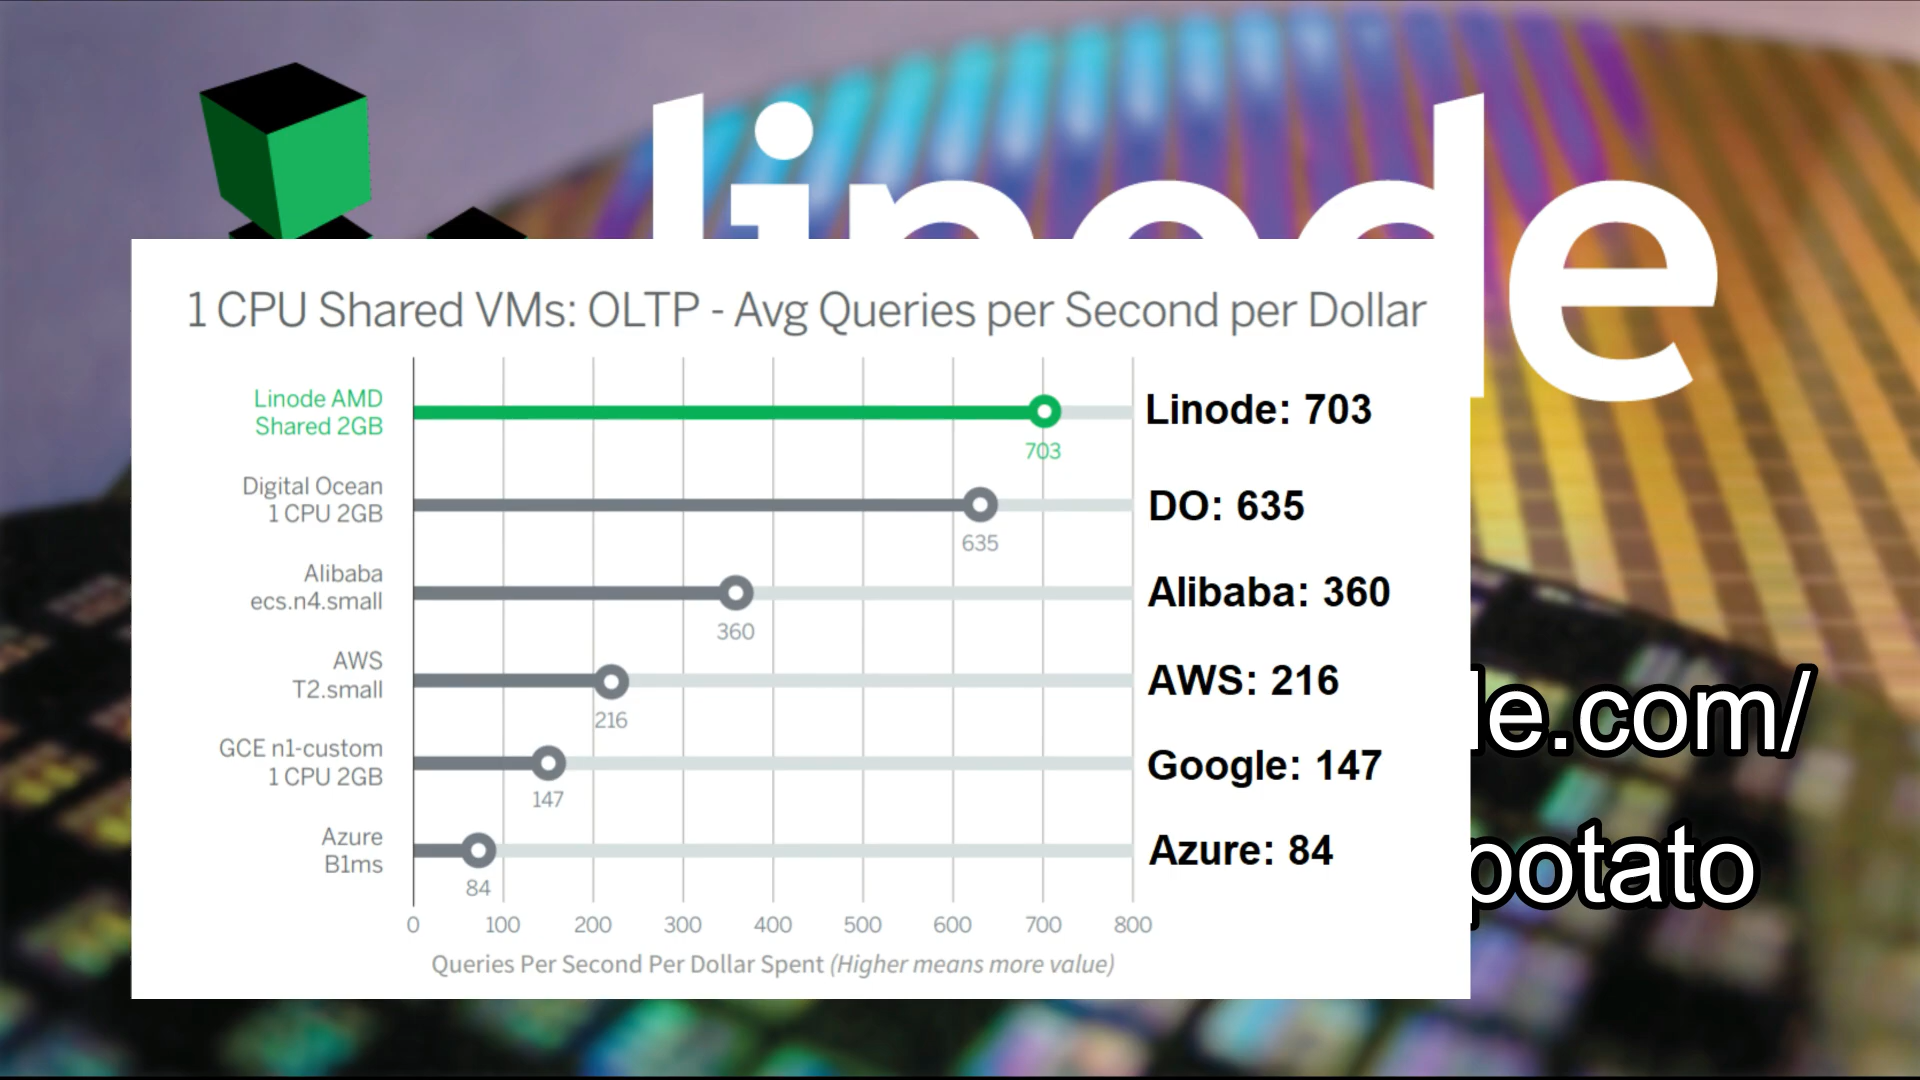 linode
1 CPU Shared VMs: OLTP - Avg Queries per Second per Dollar
Linode AMD
Shared 2GB
703
Linode: 703
Digital Ocean
1 CPU 2GB
635
DO: 635
Alibaba
ecs.n4.small
360
Alibaba: 360
AWS
T2.small
216
AWS: 216
GCE n1-custom
1 CPU 2GB
147
Google: 147
Azure
B1ms
84
Azure: 84
0 100 200 300 400 500 600 700 800
Queries Per Second Per Dollar Spent (Higher means more value)
de.com/
potato